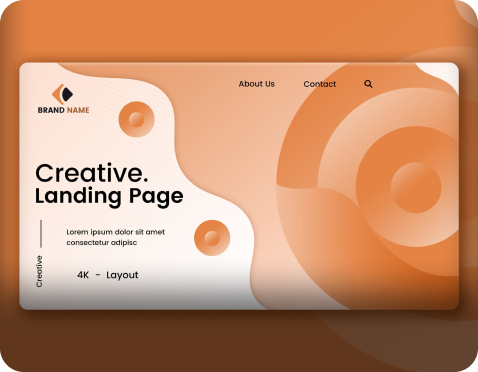 About Us
Contact
BRAND NAME
Creative.
Landing Page
Lorem ipsum dolor sit amet
consectetur adipisc
Creative
4K - Layout